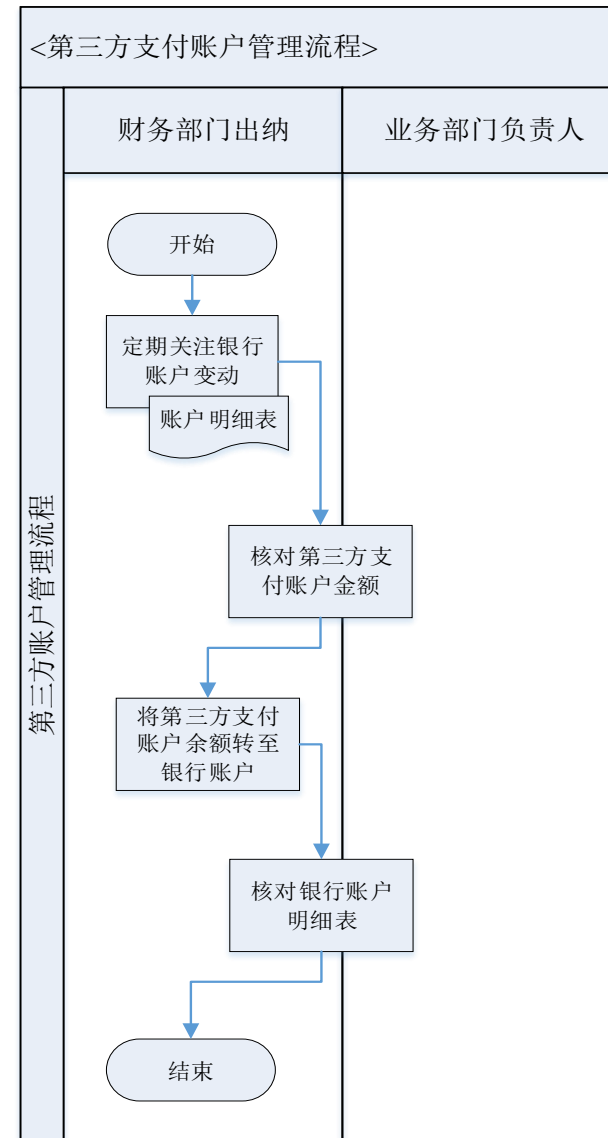 <第三方支付账户管理流程>
财务部门出纳
业务部门负责人
第三方账户管理流程
开始
定期关注银行
账户变动
账户明细表
核对第三方支
付账户金额
将第三方支付
账户余额转至
银行账户
核对银行账户
明细表
结束